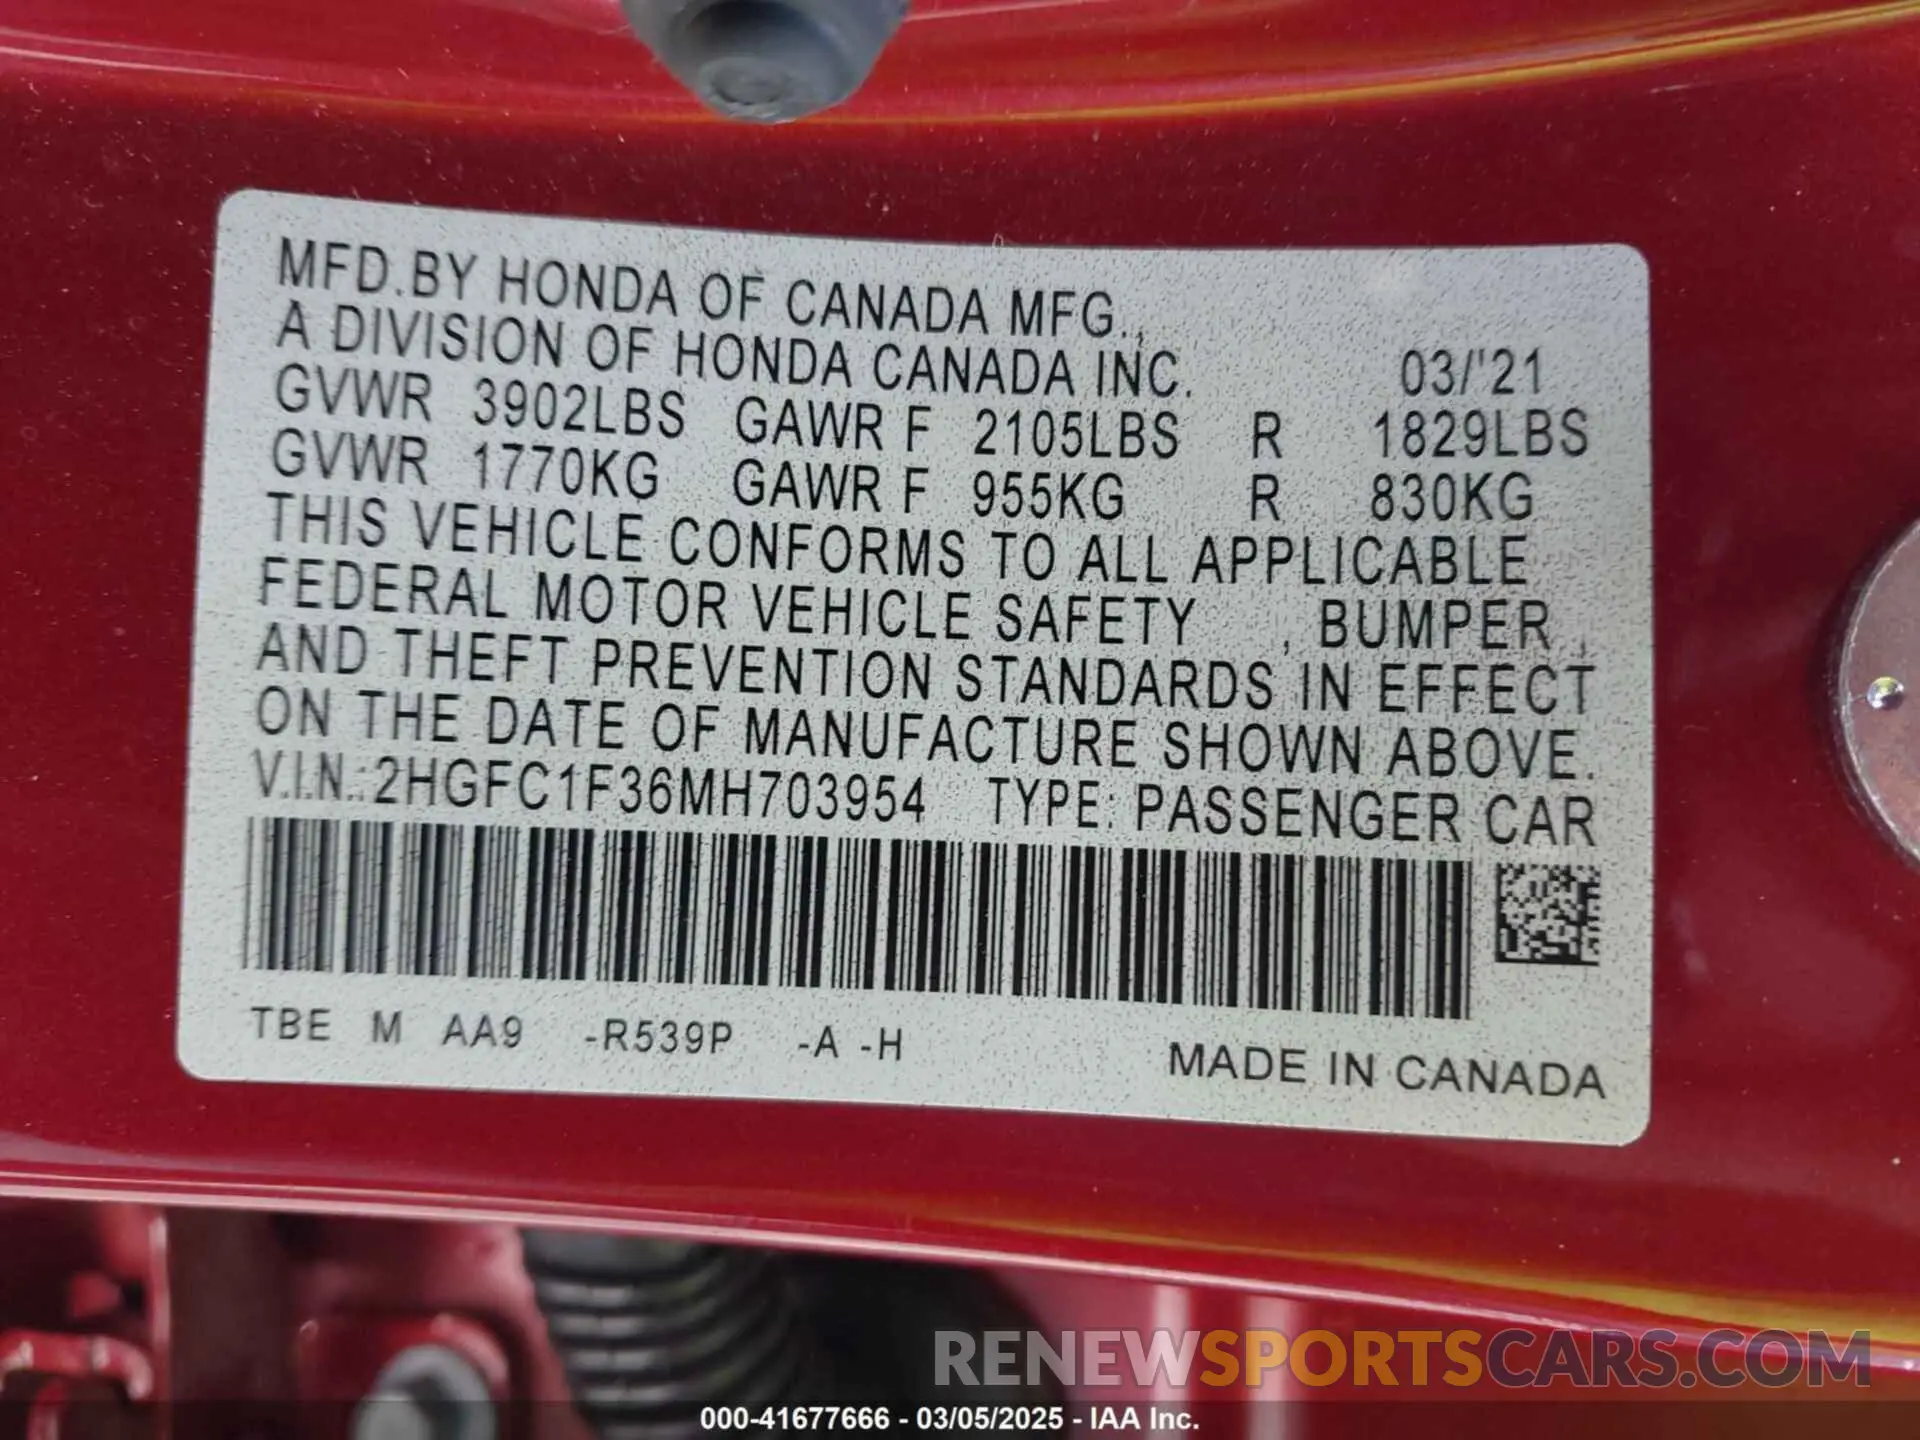 MFD.BY HONDA OF CANADA MFG.,
A DIVISION OF HONDA CANADA INC. 03/'21
GVWR 3902LBS GAWR F 2105LBS R 1829LBS
GVWR 1770KG GAWR F 955KG R 830KG
THIS VEHICLE CONFORMS TO ALL APPLICABLE
FEDERAL MOTOR VEHICLE SAFETY , BUMPER ,
AND THEFT PREVENTION STANDARDS IN EFFECT
ON THE DATE OF MANUFACTURE SHOWN ABOVE.
V.I.N.:2HGFC1F36MH703954 TYPE: PASSENGER CAR
TBE M AA9 -R539P -A -H
MADE IN CANADA
RENEWSPORTSCARS.COM
000-41677666 - 03/05/2025 - IAA Inc.